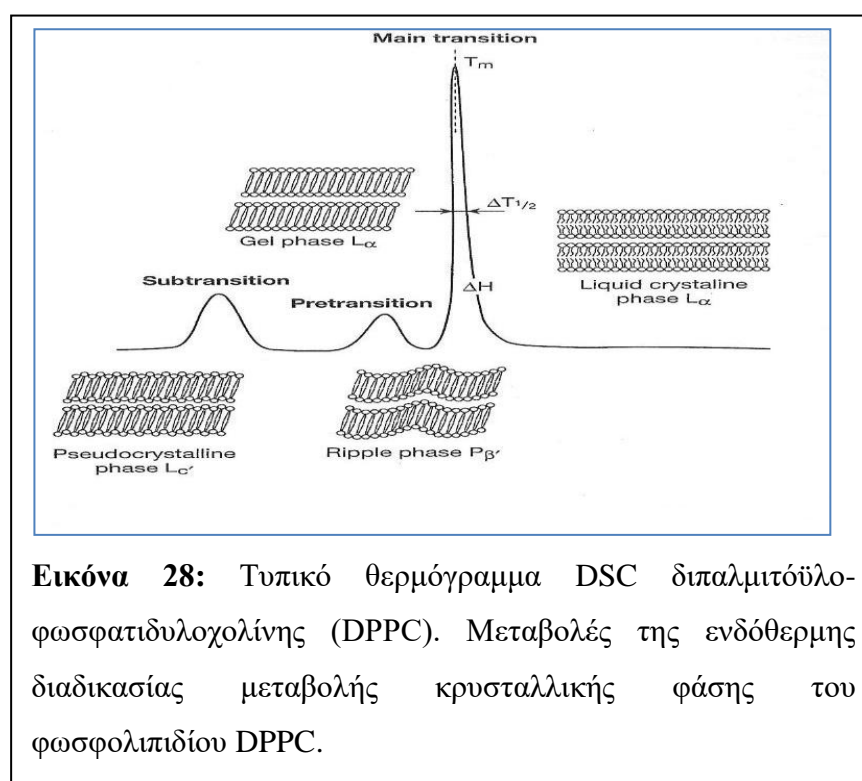 Main transition
Tm
ΔT1/2
Gel phase Lα
ΔH
Liquid crystaline
phase Lα
Subtransition
Pretransition
Pseudocrystalline
phase Lc′
Ripple phase Pβ′
Εικόνα 28: Τυπικό θερμόγραμμα DSC διπαλμιτόϋλο-
φωσφατιδυλοχολίνης (DPPC). Μεταβολές της ενδόθερμης
διαδικασίας μεταβολής κρυσταλλικής φάσης του
φωσφολιπιδίου DPPC.